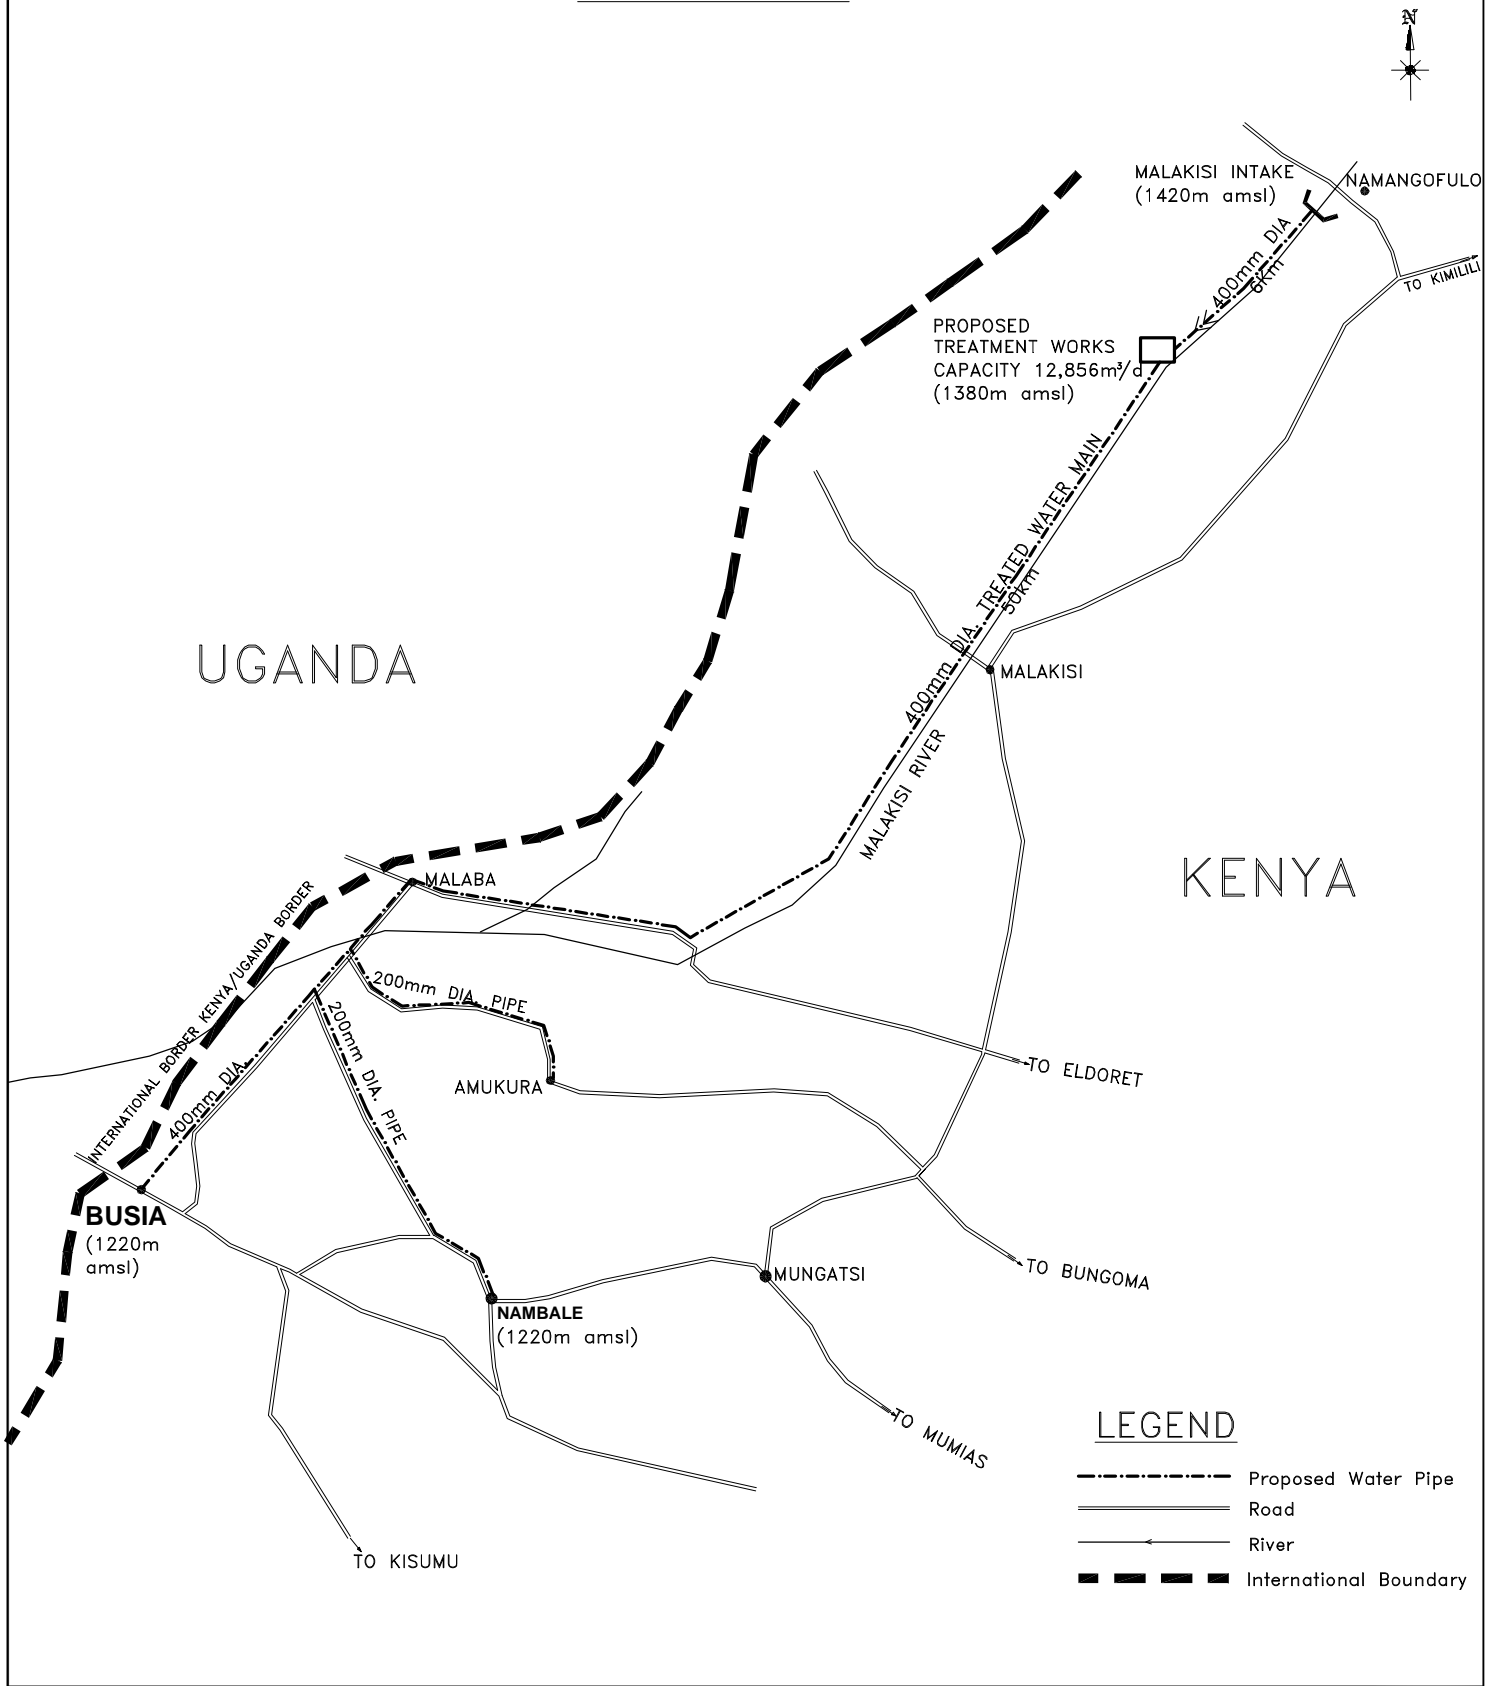 N
MALAKISI INTAKE
(1420m amsl)
NAMANGOFULO
400mm DIA
6Km
TO KIMILILI
PROPOSED
TREATMENT WORKS
CAPACITY 12,856m³/d
(1380m amsl)
400mm DIA. TREATED WATER MAIN
50km
UGANDA
MALAKISI
MALAKISI RIVER
KENYA
MALABA
INTERNATIONAL BORDER KENYA/UGANDA BORDER
200mm DIA. PIPE
200mm DIA. PIPE
400mm DIA.
AMUKURA
TO ELDORET
BUSIA
(1220m
amsl)
TO BUNGOMA
MUNGATSI
NAMBALE
(1220m amsl)
TO MUMIAS
TO KISUMU
LEGEND
Proposed Water Pipe
Road
River
International Boundary